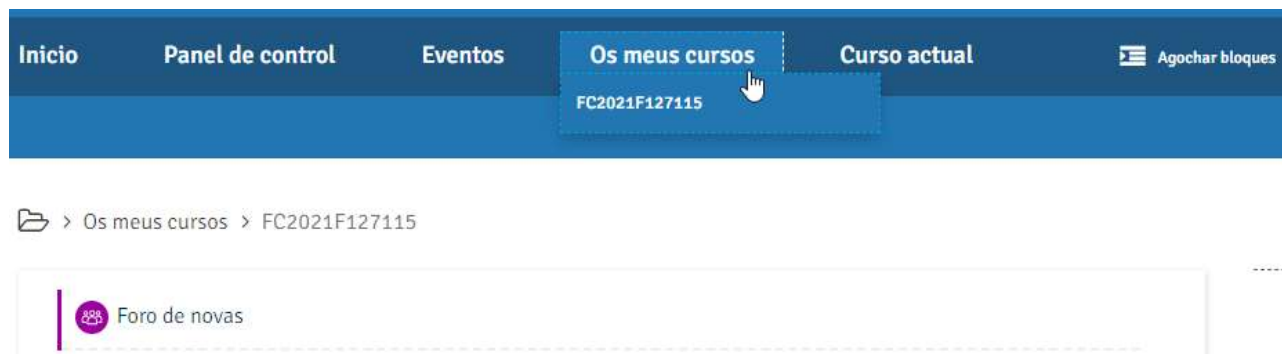 Inicio Panel de control Eventos Os meus cursos Curso actual Agochar bloques
FC2021F127115
> Os meus cursos > FC2021F127115
Foro de novas